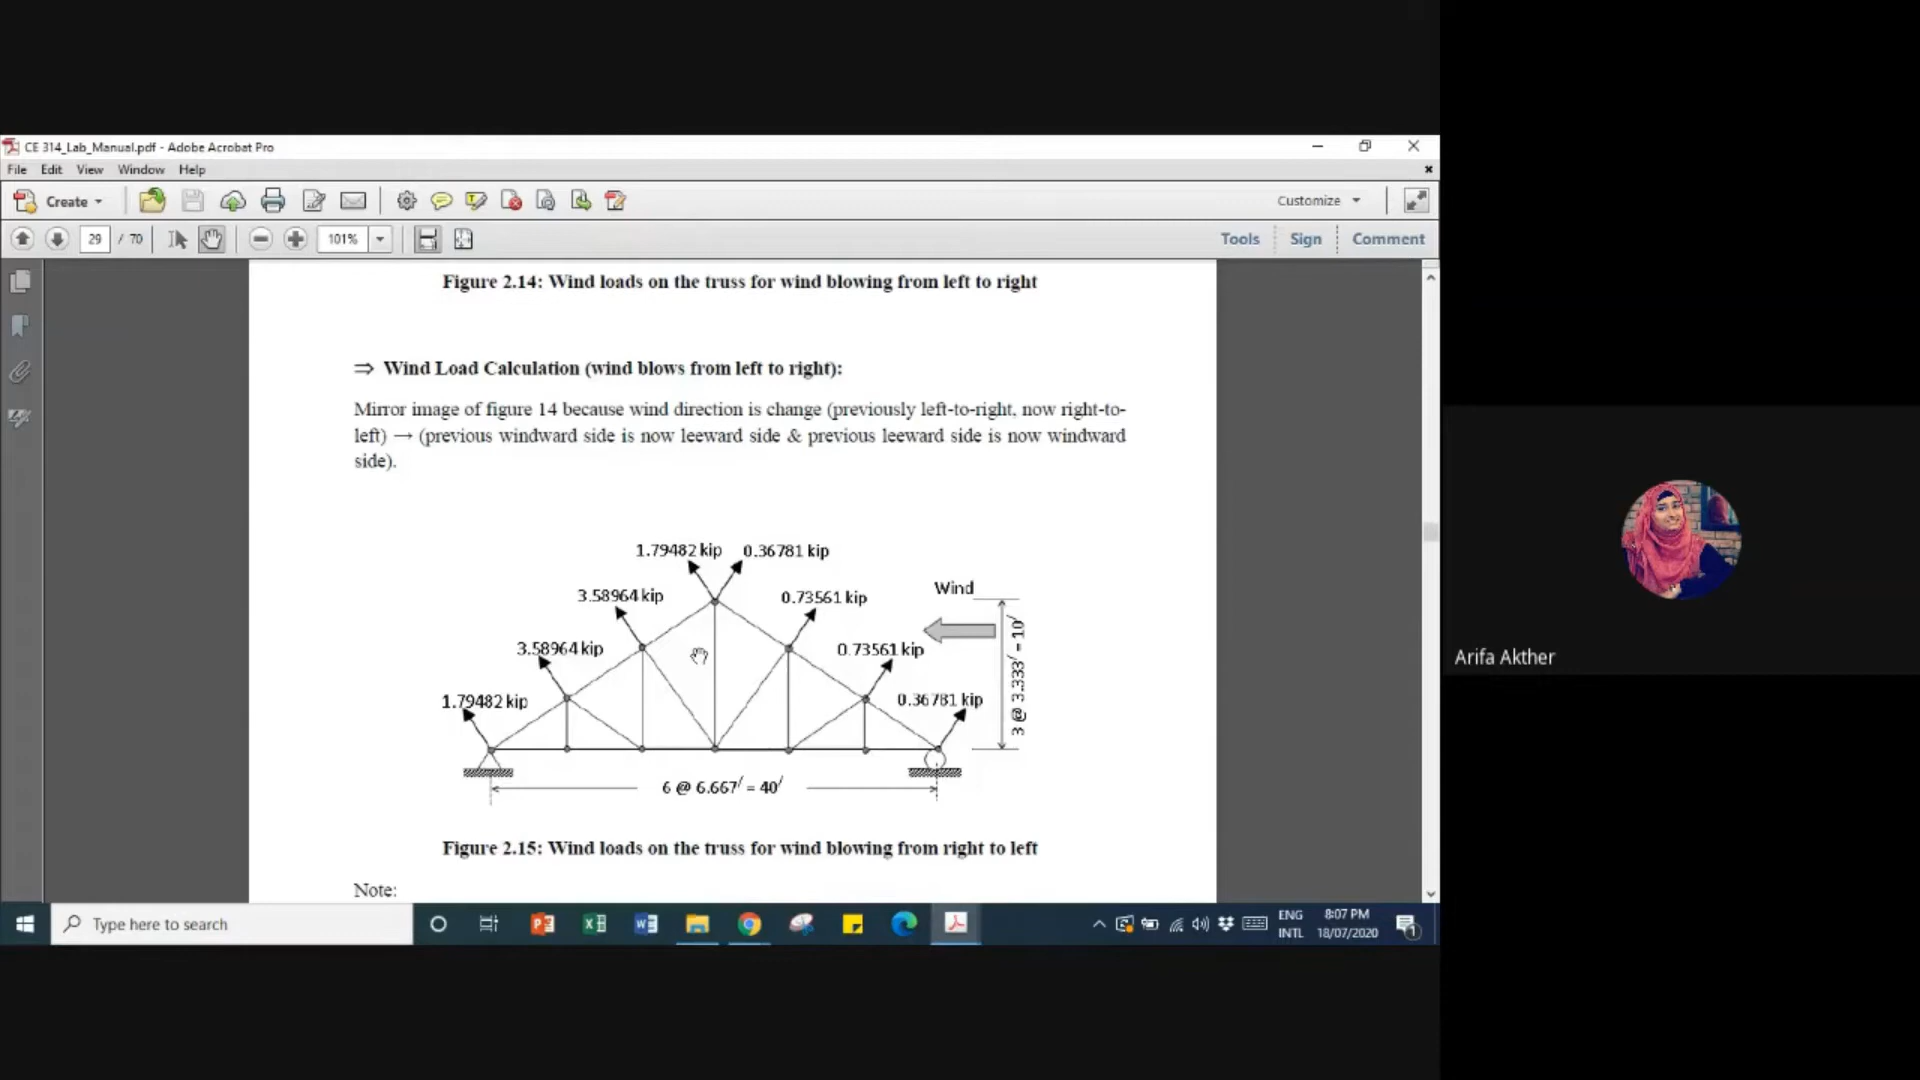 CE 314_Lab_Manual.pdf - Adobe Acrobat Pro
File Edit View Window Help
Create
Customize
29 / 70
101%
Tools Sign Comment
Figure 2.14: Wind loads on the truss for wind blowing from left to right
⇒ Wind Load Calculation (wind blows from left to right):
Mirror image of figure 14 because wind direction is change (previously left-to-right, now right-to-
left) → (previous windward side is now leeward side & previous leeward side is now windward
side).
1.79482 kip 0.36781 kip
Wind
3.58964 kip 0.73561 kip
3.58964 kip 0.73561 kip
1.79482 kip 0.36781 kip
3 @ 3.333′ = 10′
6 @ 6.667′ = 40′
Figure 2.15: Wind loads on the truss for wind blowing from right to left
Note:
Type here to search
ENG
INTL
8:07 PM
18/07/2020
1
Arifa Akther